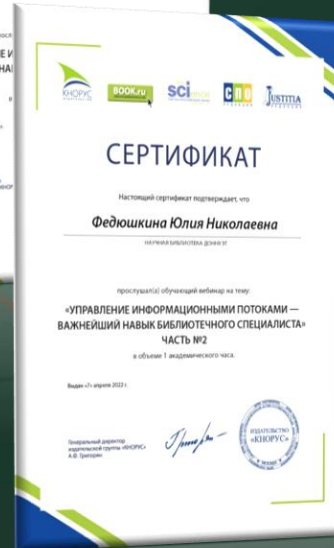 КНОРУС
BOOK.ru
SCI
СПО
JUSTITIA
СЕРТИФИКАТ
Настоящий сертификат подтверждает, что
Федюшкина Юлия Николаевна
НАУЧНАЯ БИБЛИОТЕКА
прослушал(а) обучающий вебинар на тему:
«УПРАВЛЕНИЕ ИНФОРМАЦИОННЫМИ ПОТОКАМИ —
ВАЖНЕЙШИЙ НАВЫК БИБЛИОТЕЧНОГО СПЕЦИАЛИСТА»
ЧАСТЬ №2
в объеме 1 академического часа.
Выдан «7» апреля 2022 г.
Генеральный директор
издательской группы «КНОРУС»
А.В. Григорян
ИЗДАТЕЛЬСТВО
«КНОРУС»